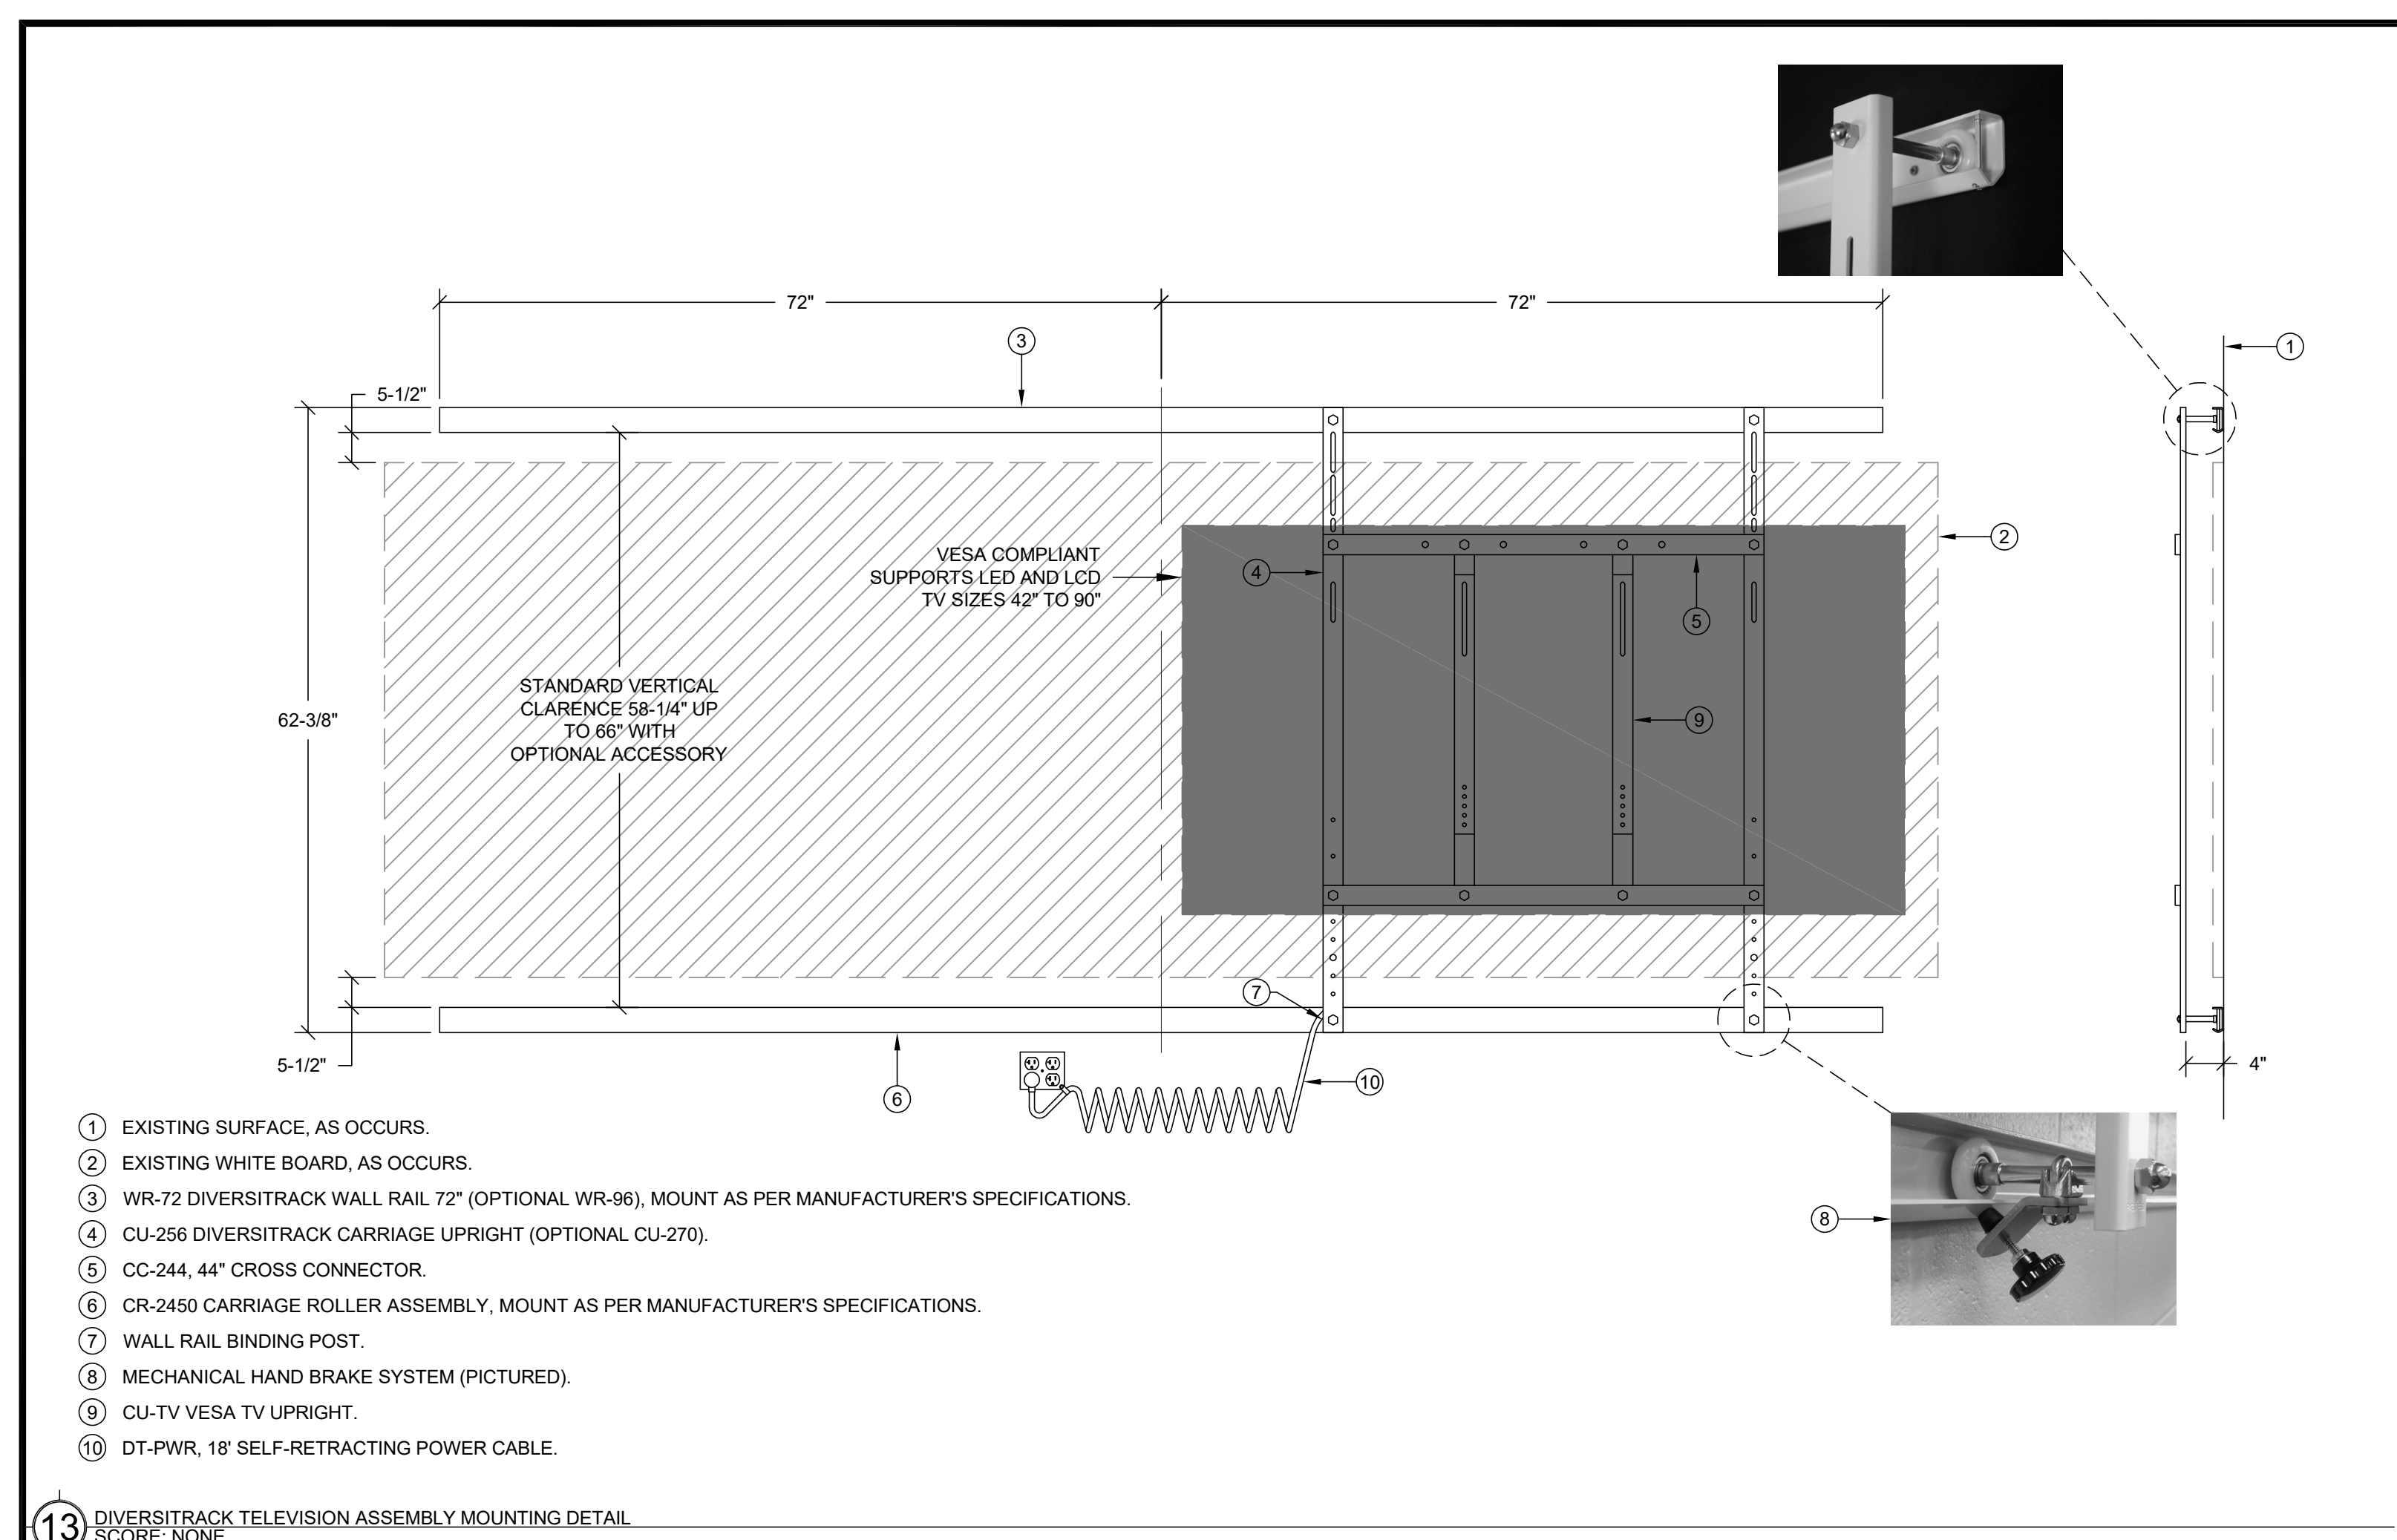 72"
72"
3
1
5-1/2"
2
VESA COMPLIANT
SUPPORTS LED AND LCD
TV SIZES 42" TO 90"
4
5
STANDARD VERTICAL
CLARENCE 58-1/4" UP
TO 66" WITH
OPTIONAL ACCESSORY
62-3/8"
9
7
5-1/2"
6
10
4"
8
1 EXISTING SURFACE, AS OCCURS.
2 EXISTING WHITE BOARD, AS OCCURS.
3 WR-72 DIVERSITRACK WALL RAIL 72" (OPTIONAL WR-96), MOUNT AS PER MANUFACTURER'S SPECIFICATIONS.
4 CU-256 DIVERSITRACK CARRIAGE UPRIGHT (OPTIONAL CU-270).
5 CC-244, 44" CROSS CONNECTOR.
6 CR-2450 CARRIAGE ROLLER ASSEMBLY, MOUNT AS PER MANUFACTURER'S SPECIFICATIONS.
7 WALL RAIL BINDING POST.
8 MECHANICAL HAND BRAKE SYSTEM (PICTURED).
9 CU-TV VESA TV UPRIGHT.
10 DT-PWR, 18' SELF-RETRACTING POWER CABLE.
13 DIVERSITRACK TELEVISION ASSEMBLY MOUNTING DETAIL
SCORE: NONE